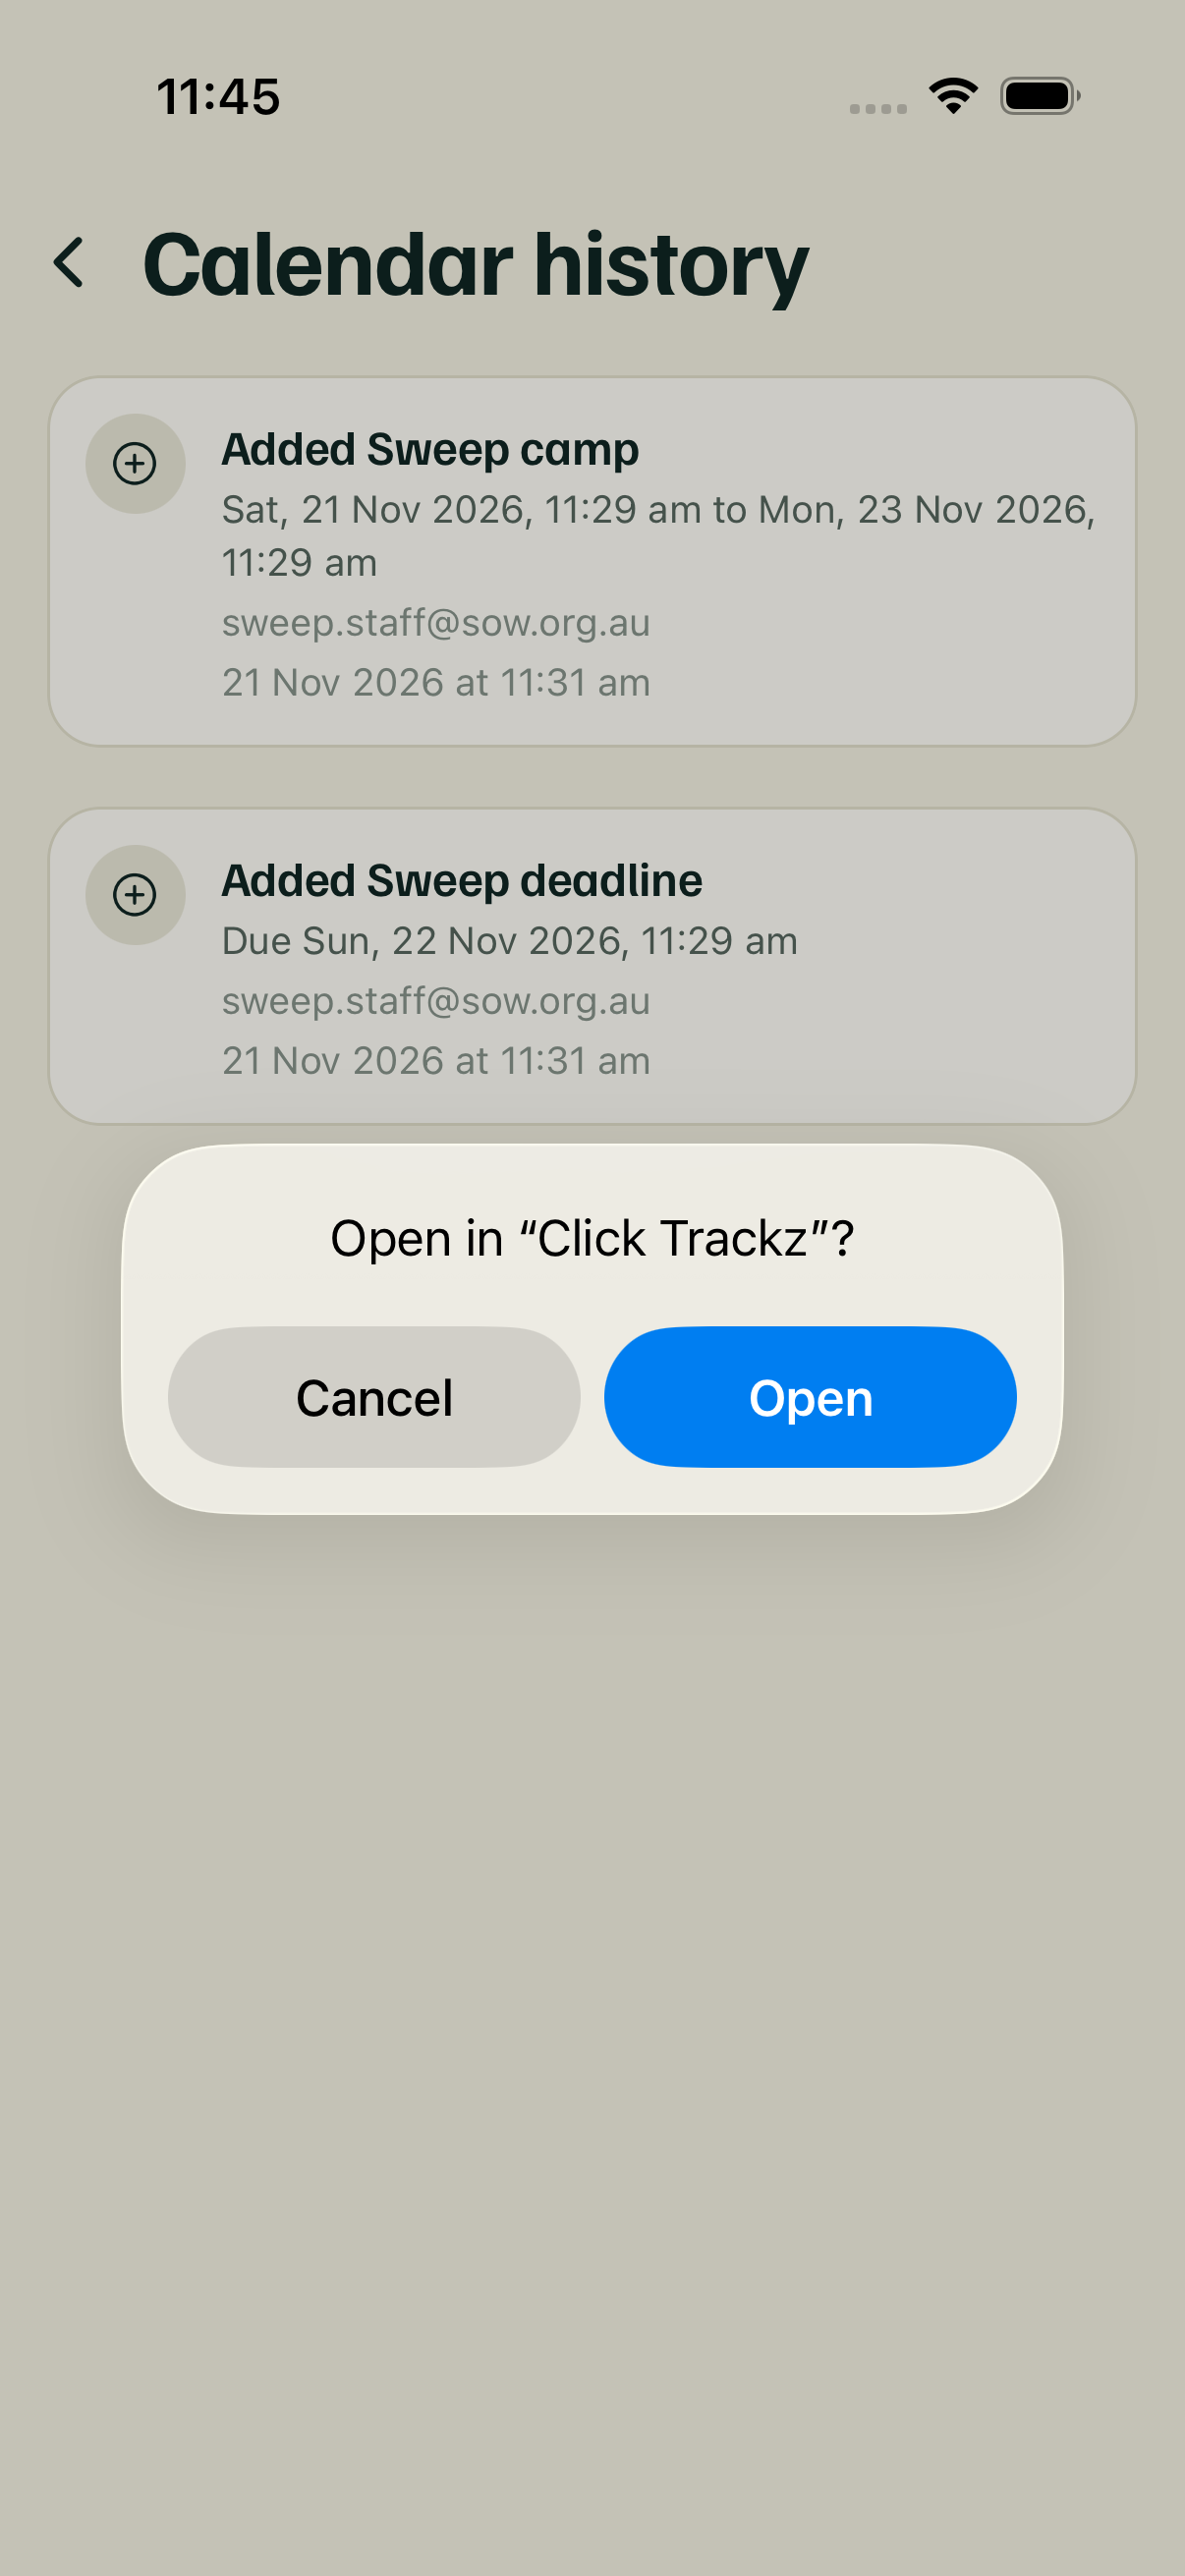 11:45
Calendar history
Added Sweep camp
Sat, 21 Nov 2026, 11:29 am to Mon, 23 Nov 2026,
11:29 am
sweep.staff@sow.org.au
21 Nov 2026 at 11:31 am
Added Sweep deadline
Due Sun, 22 Nov 2026, 11:29 am
sweep.staff@sow.org.au
21 Nov 2026 at 11:31 am
Open in “Click Trackz”?
Cancel
Open